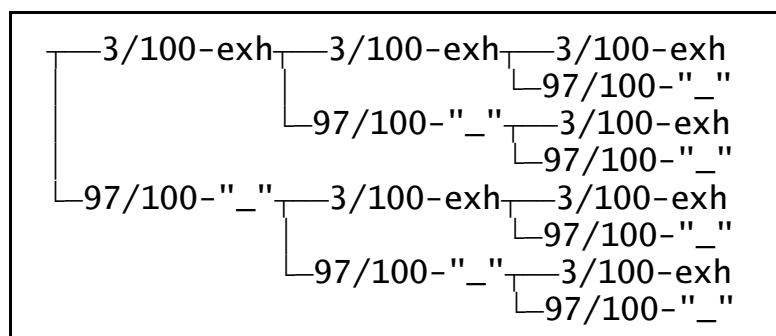 ┬──3/100-exh┬──3/100-exh┬──3/100-exh
│           │           └─97/100-"_"
│           └─97/100-"_"┬──3/100-exh
│                       └─97/100-"_"
└─97/100-"_"┬──3/100-exh┬──3/100-exh
            │           └─97/100-"_"
            └─97/100-"_"┬──3/100-exh
                        └─97/100-"_"